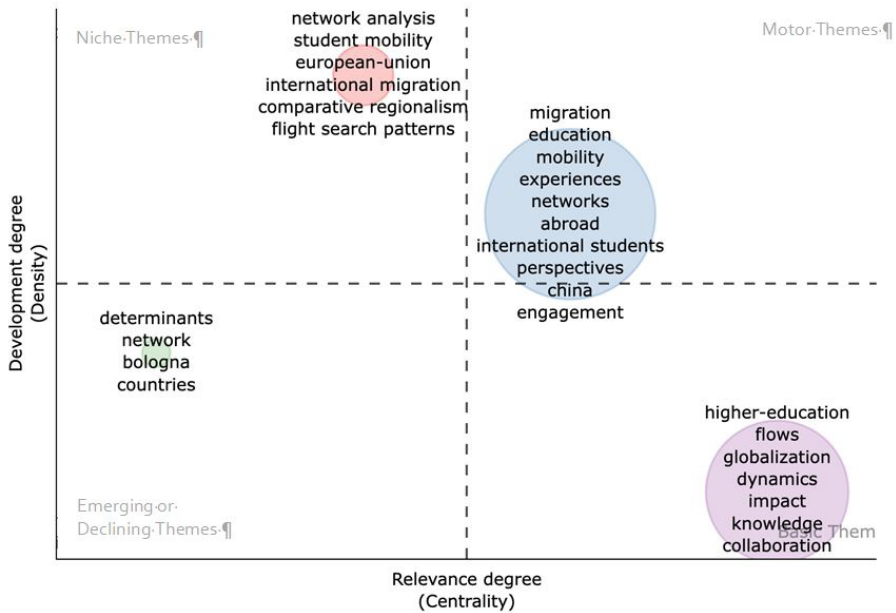 Niche·Themes·¶
network analysis
student mobility
european-union
international migration
comparative regionalism
flight search patterns
Motor·Themes·¶
migration
education
mobility
experiences
networks
abroad
international students
perspectives
china
engagement
Development degree
(Density)
determinants
network
bologna
countries
higher-education
flows
globalization
dynamics
impact
knowledge
collaboration
Basic Them
Emerging·or·
Declining·Themes·¶
Relevance degree
(Centrality)